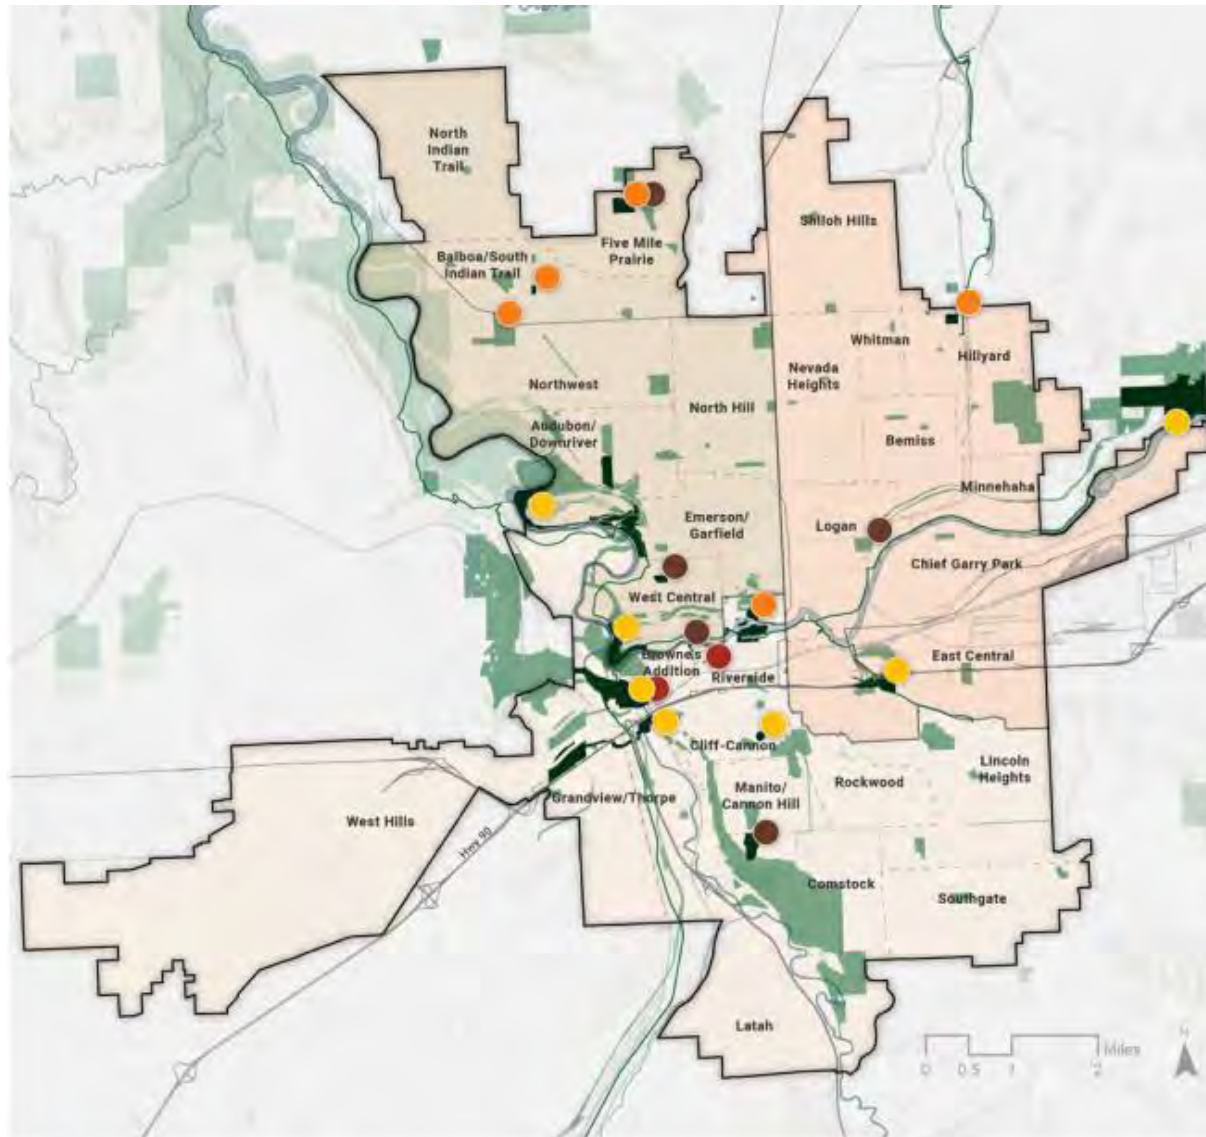 North
Indian
Trail
Shiloh Hills
Five Mile
Prairie
Balboa/South
Indian Trail
Whitman
Hillyard
Nevada
Heights
Northwest
North Hill
Audubon/
Downriver
Bemiss
Minnehaha
Emerson/
Garfield
Logan
Chief Garry Park
West Central
Browne's
Addition
Riverside
East Central
Cliff-Cannon
Lincoln
Heights
Rockwood
Manito/
Cannon Hill
Grandview/Thorpe
West Hills
Hwy 90
Comstock
Southgate
Latah
N
Miles
0 0.5 1 2